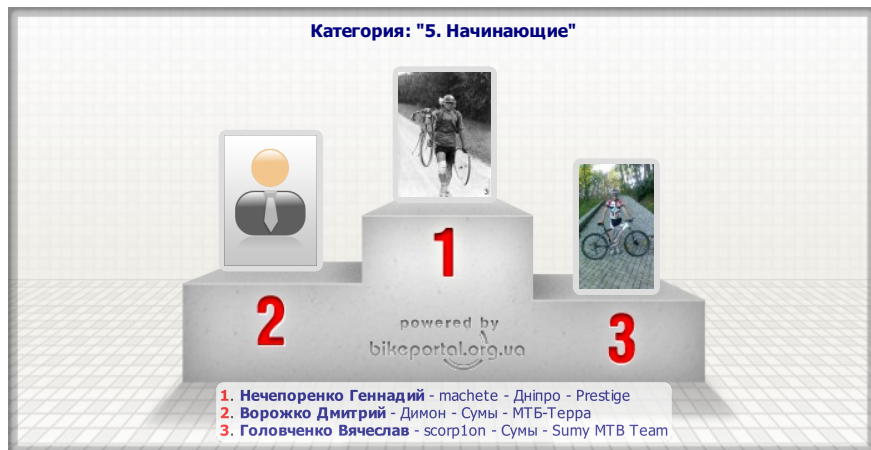 Категория: "5. Начинающие"
1
2
3
powered by
bikeportal.org.ua
1. Нечепоренко Геннадий - machete - Дніпро - Prestige
2. Ворожко Дмитрий - Димон - Сумы - МТБ-Терра
3. Головченко Вячеслав - scorp1on - Сумы - Sumy MTB Team